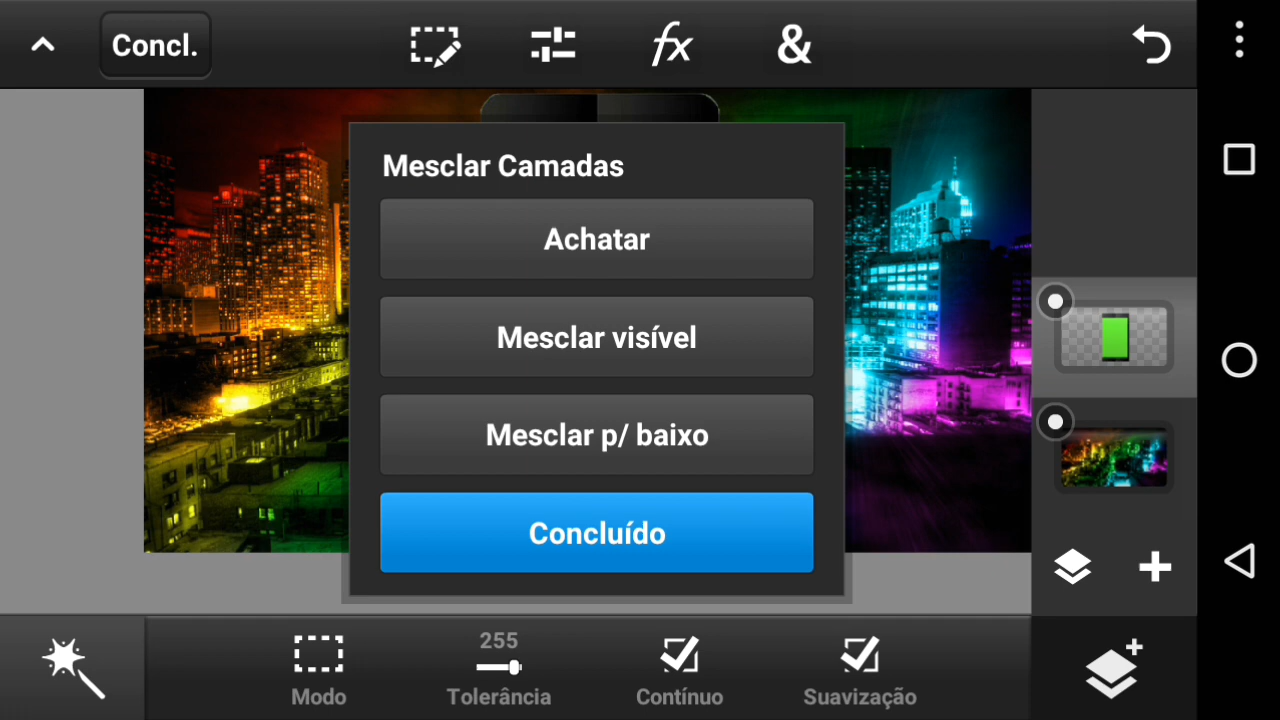 Concl.
fx
&
Mesclar Camadas
Achatar
Mesclar visível
Mesclar p/ baixo
Concluído
255
Modo
Tolerância
Contínuo
Suavização